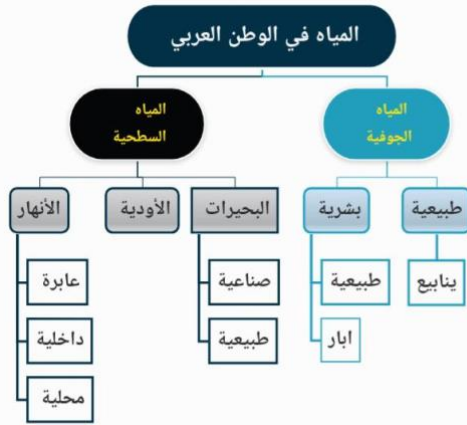 المياه في الوطن العربي
المياه
الجوفية
المياه
السطحية
طبيعية
بشرية
البحيرات
الأودية
الأنهار
ينابيع
طبيعية
صناعية
عابرة
ابار
طبيعية
داخلية
محلية